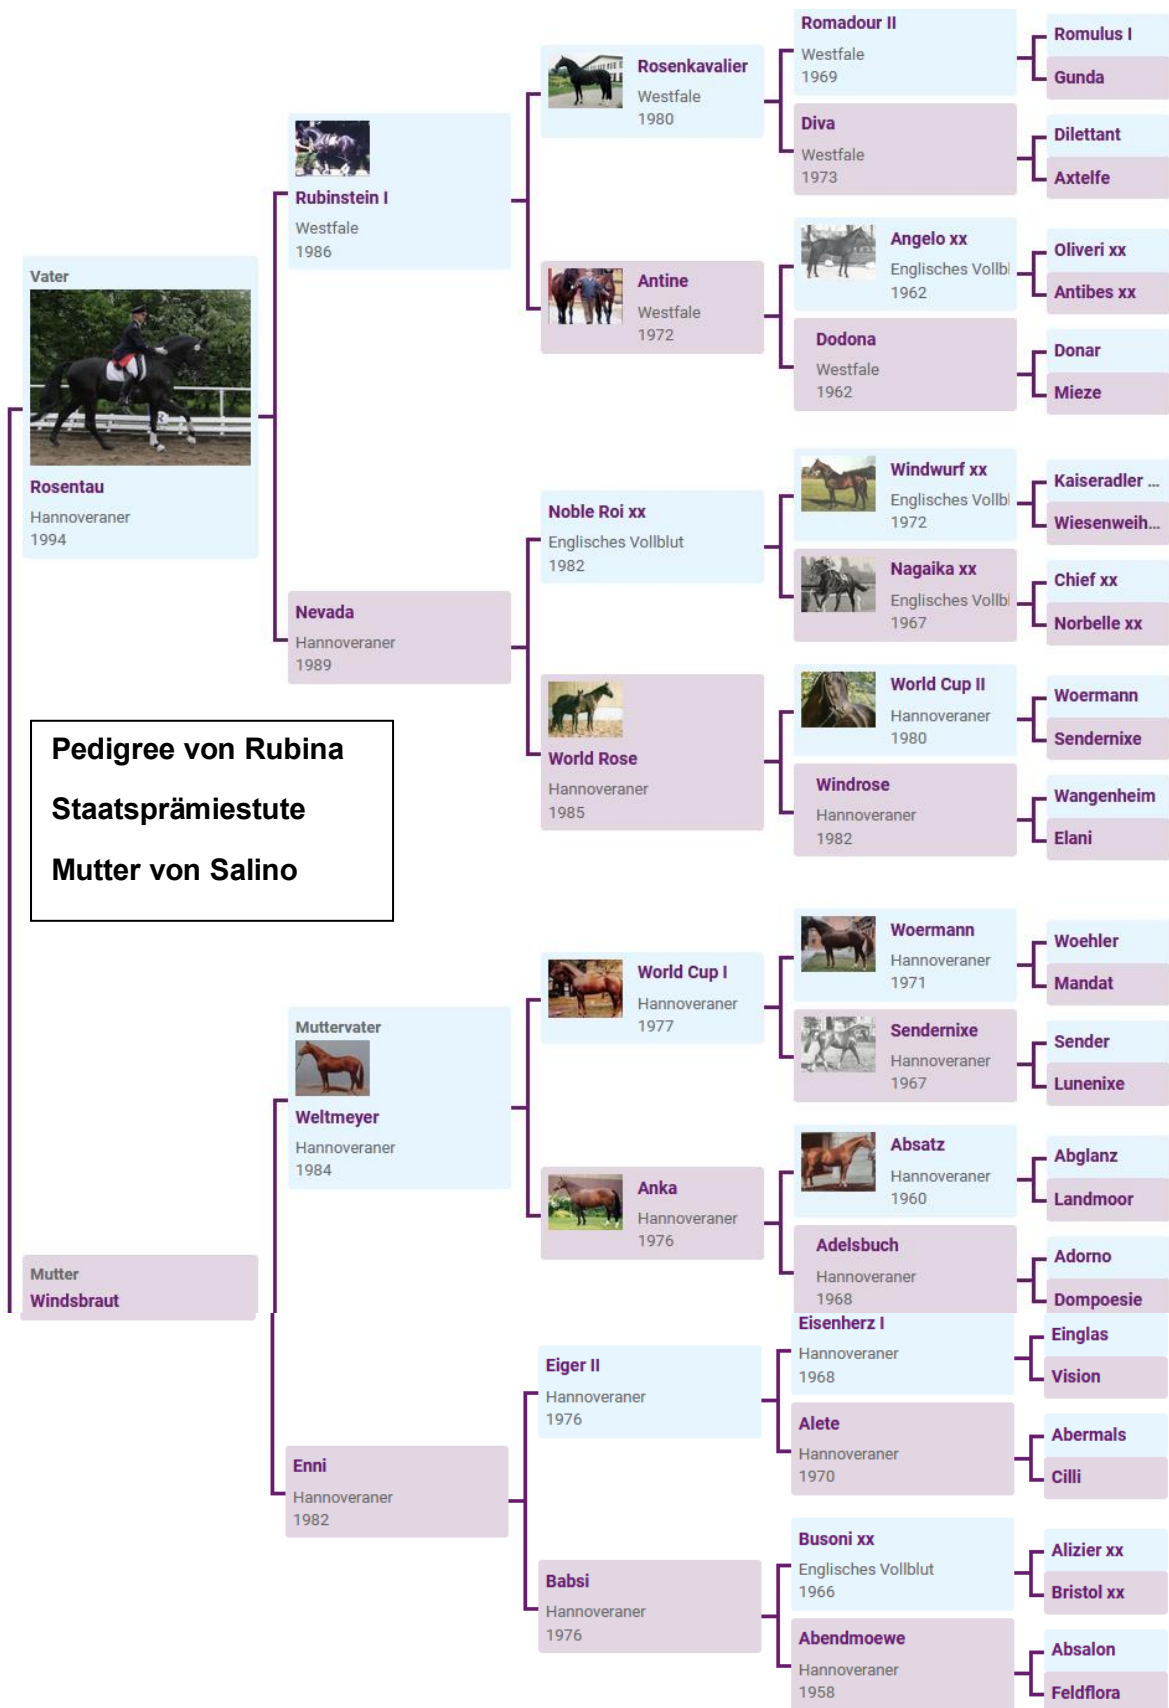 Vater
Rosentau
Hannoveraner
1994
Rubinstein I
Westfale
1986
Rosenkavalier
Westfale
1980
Romadour II
Westfale
1969
Romulus I
Gunda
Diva
Westfale
1973
Dilettant
Axtelfe
Antine
Westfale
1972
Angelo xx
Englisches Vollbl
1962
Oliveri xx
Antibes xx
Dodona
Westfale
1962
Donar
Mieze
Nevada
Hannoveraner
1989
Noble Roi xx
Englisches Vollblut
1982
Windwurf xx
Englisches Vollbl
1972
Kaiseradler ...
Wiesenweih...
Nagaika xx
Englisches Vollbl
1967
Chief xx
Norbelle xx
World Rose
Hannoveraner
1985
World Cup II
Hannoveraner
1980
Woermann
Sendernixe
Windrose
Hannoveraner
1982
Wangenheim
Elani
Pedigree von Rubina
Staatsprämiestute
Mutter von Salino
Mutter
Windsbraut
Muttervater
Weltmeyer
Hannoveraner
1984
World Cup I
Hannoveraner
1977
Woermann
Hannoveraner
1971
Woehler
Mandat
Sendernixe
Hannoveraner
1967
Sender
Lunenixe
Anka
Hannoveraner
1976
Absatz
Hannoveraner
1960
Abglanz
Landmoor
Adelsbuch
Hannoveraner
1968
Adorno
Dompoesie
Enni
Hannoveraner
1982
Eiger II
Hannoveraner
1976
Eisenherz I
Hannoveraner
1968
Einglas
Vision
Alete
Hannoveraner
1970
Abermals
Cilli
Babsi
Hannoveraner
1976
Busoni xx
Englisches Vollblut
1966
Alizier xx
Bristol xx
Abendmoewe
Hannoveraner
1958
Absalon
Feldflora